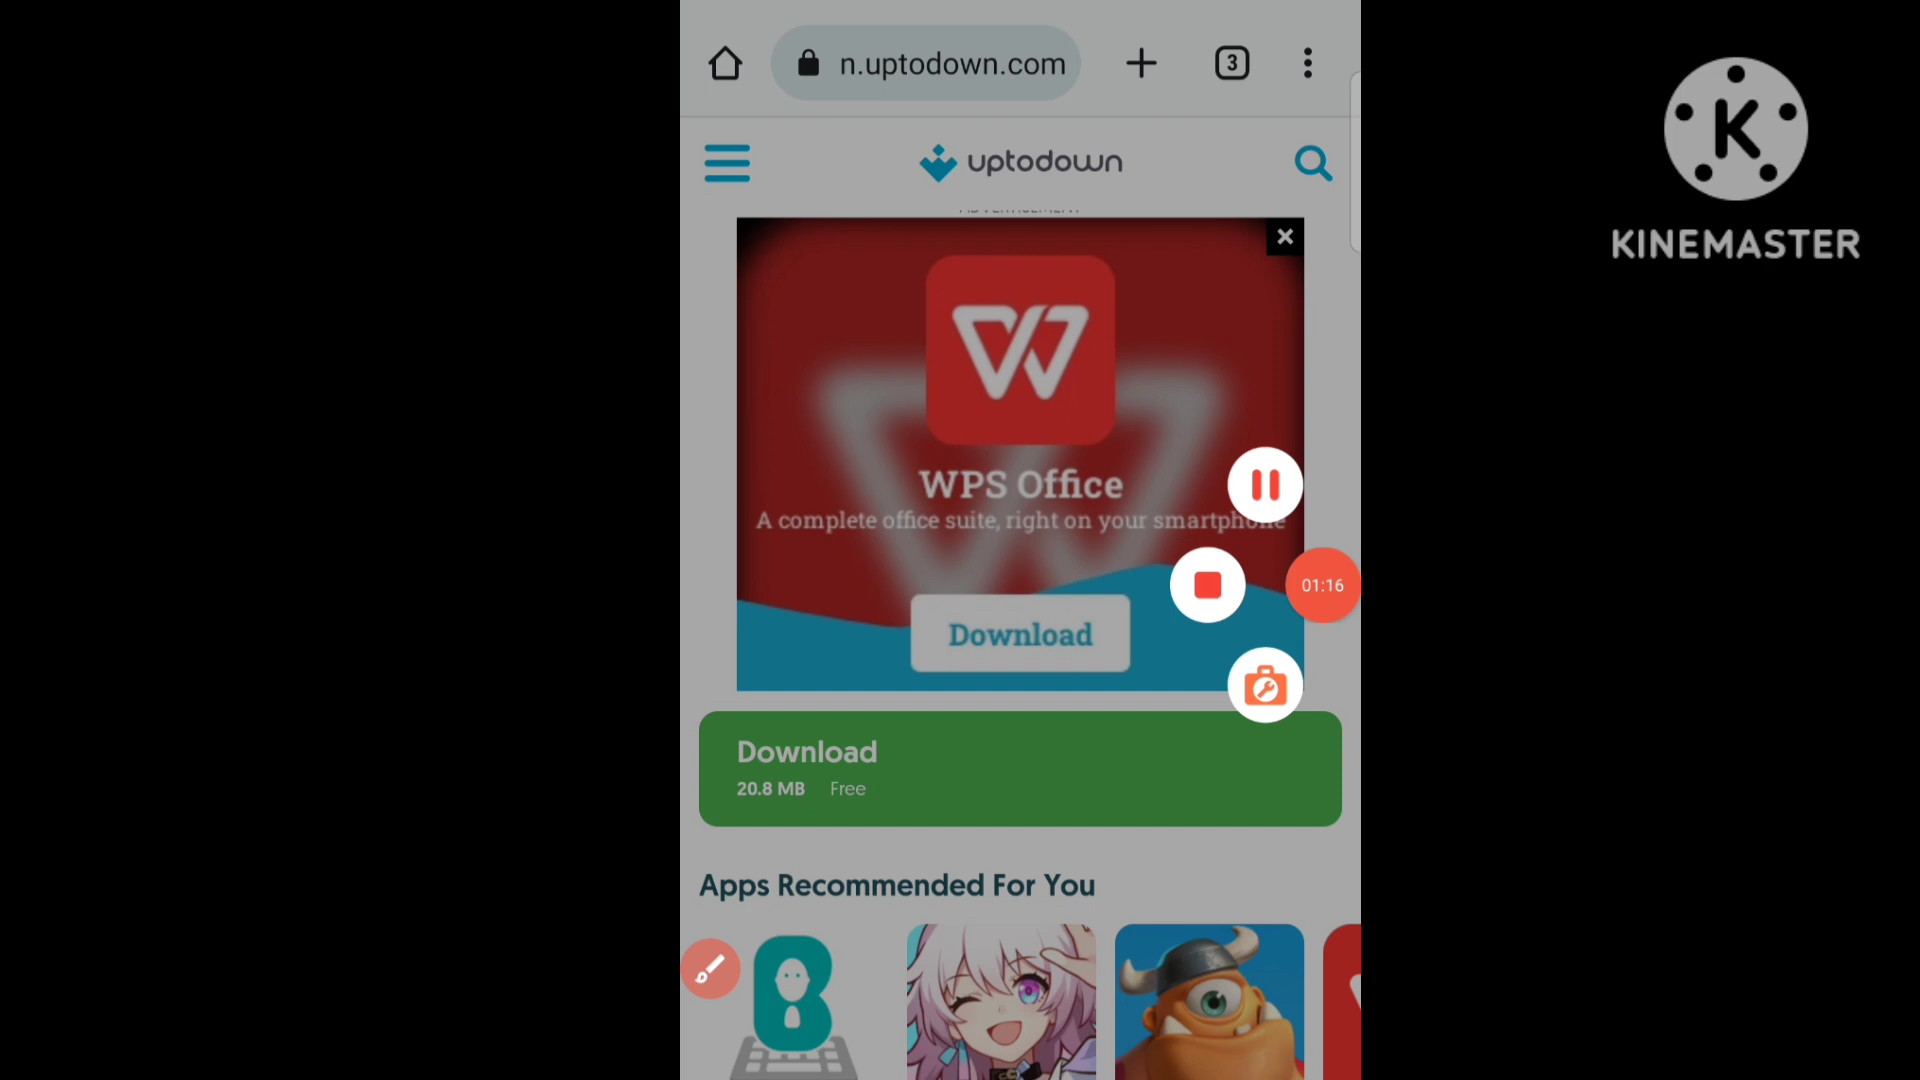 n.uptodown.com
3
uptodown
ADVERTISEMENT
K
KINEMASTER
WPS Office
A complete office suite, right on your smartphone
01:16
Download
Download
20.8 MB Free
Apps Recommended For You